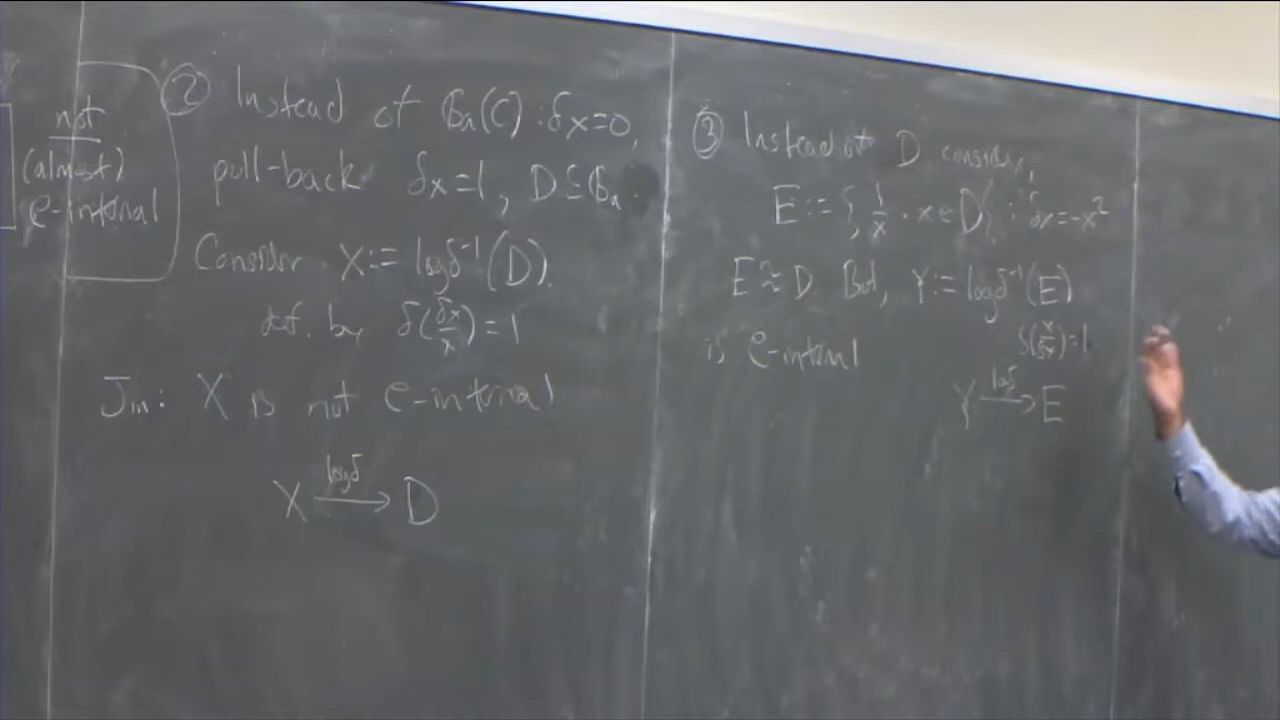 not
(almost)
C-internal
② Instead of 𝔾a(C) : δx=0,
pull-back δx=1, D⊆𝔾a.
Consider X:= logδ⁻¹(D).
def. by δ(δx/x)=1
Jin: X is not C-internal
X →^{logδ} D
③ Instead of D consider,
E:= {1/x : x∈D} : δx=-x²
E≈D. But, Y:= logδ⁻¹(E)
δ(x/δx)=1
is C-internal
Y →^{logδ} E